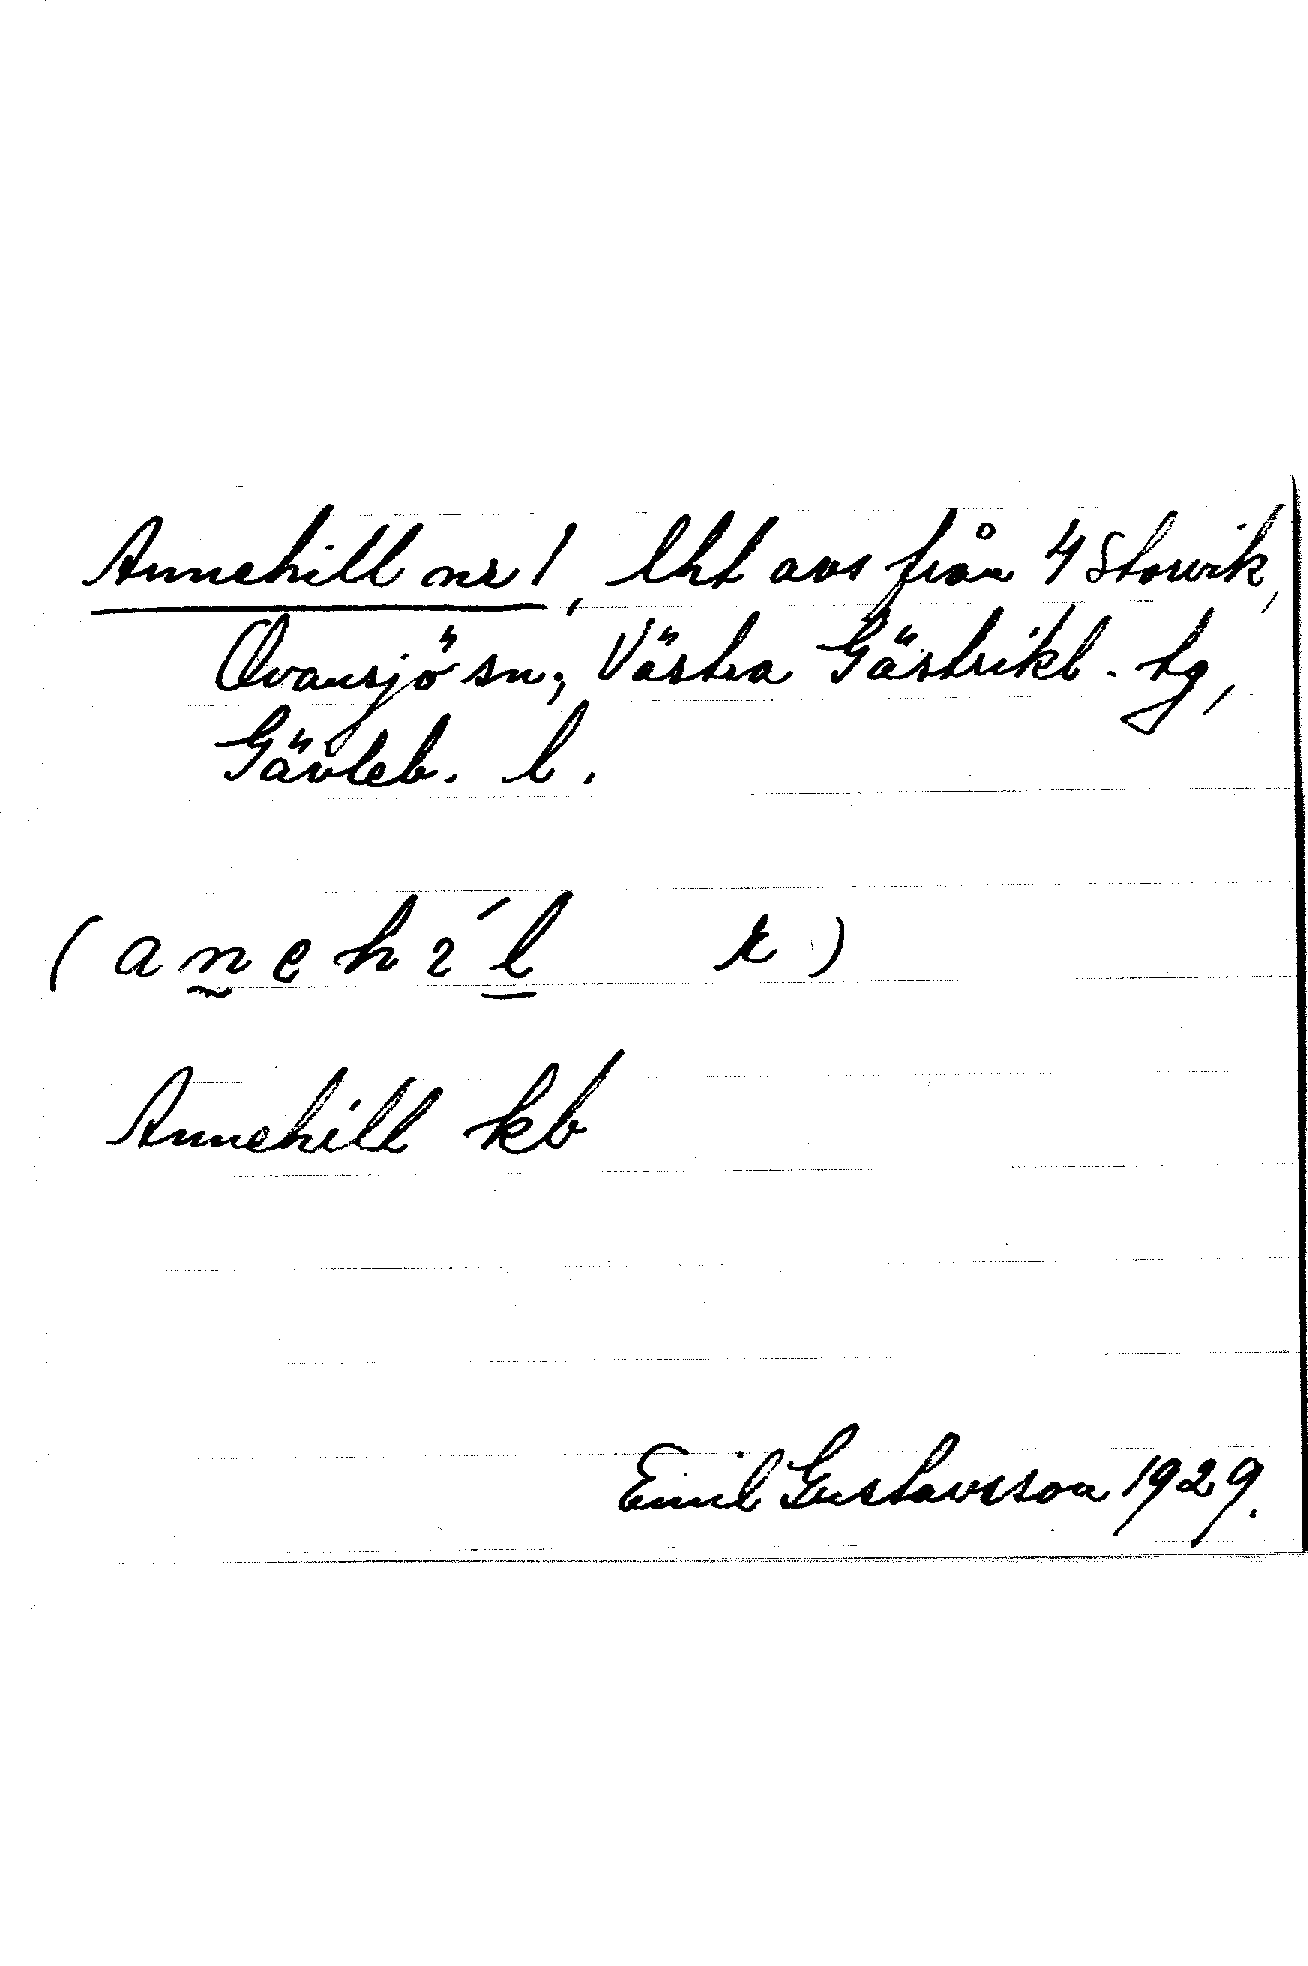 Annehill nr 1, lht avs från 4 Storvik,
Ovansjö sn, Västra Gästrikl. tg,
Gävleb. l.
(anehi´l k)
Annehill kb
Emil Gustavsson 1929.